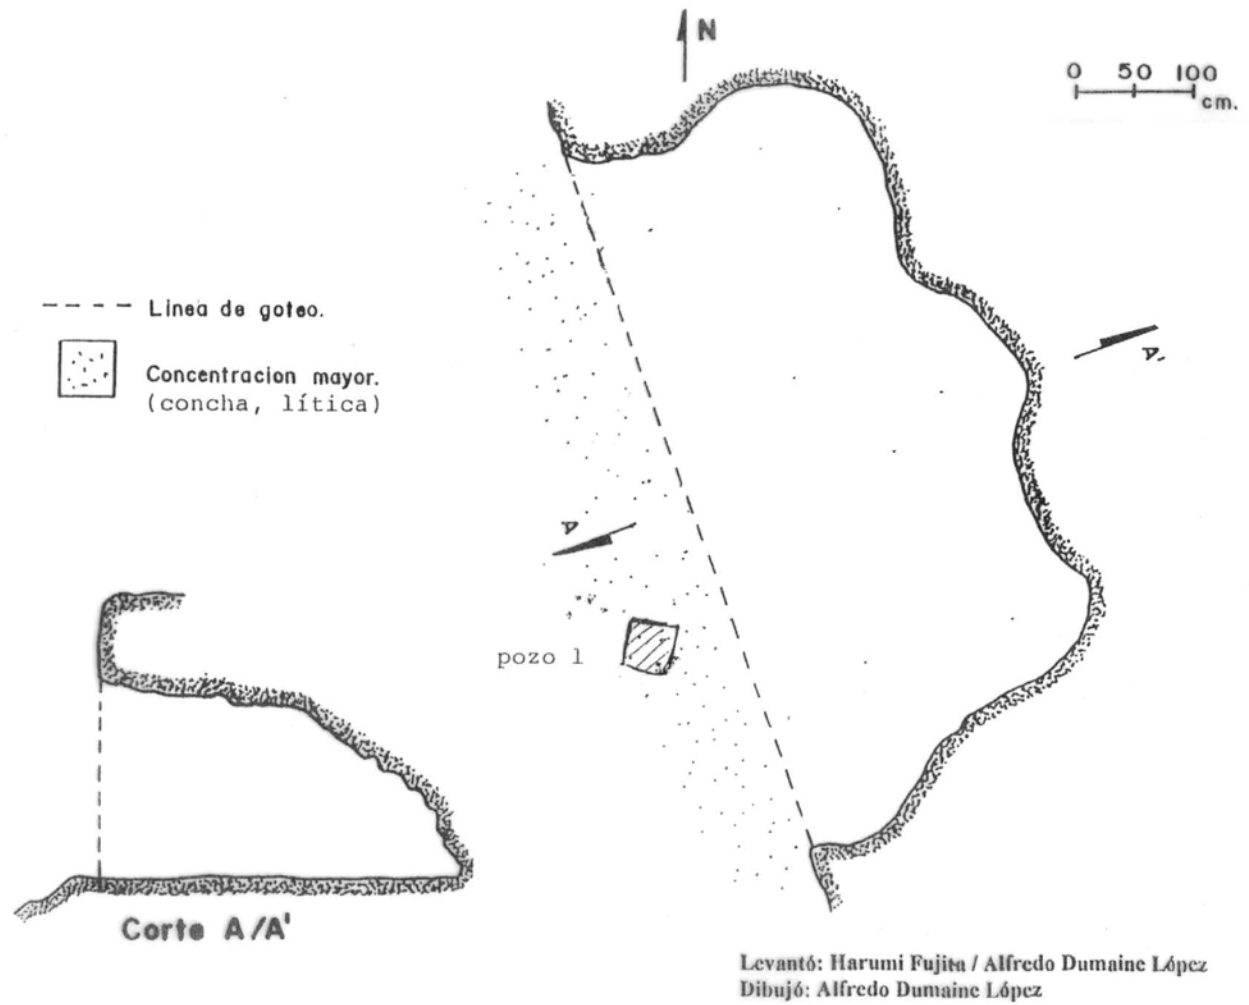 N
0 50 100
cm.
Linea de goteo.
Concentracion mayor.
(concha, lítica)
A'
A
pozo 1
Corte A/A'
Levantó: Harumi Fujita / Alfredo Dumaine López
Dibujó: Alfredo Dumaine López